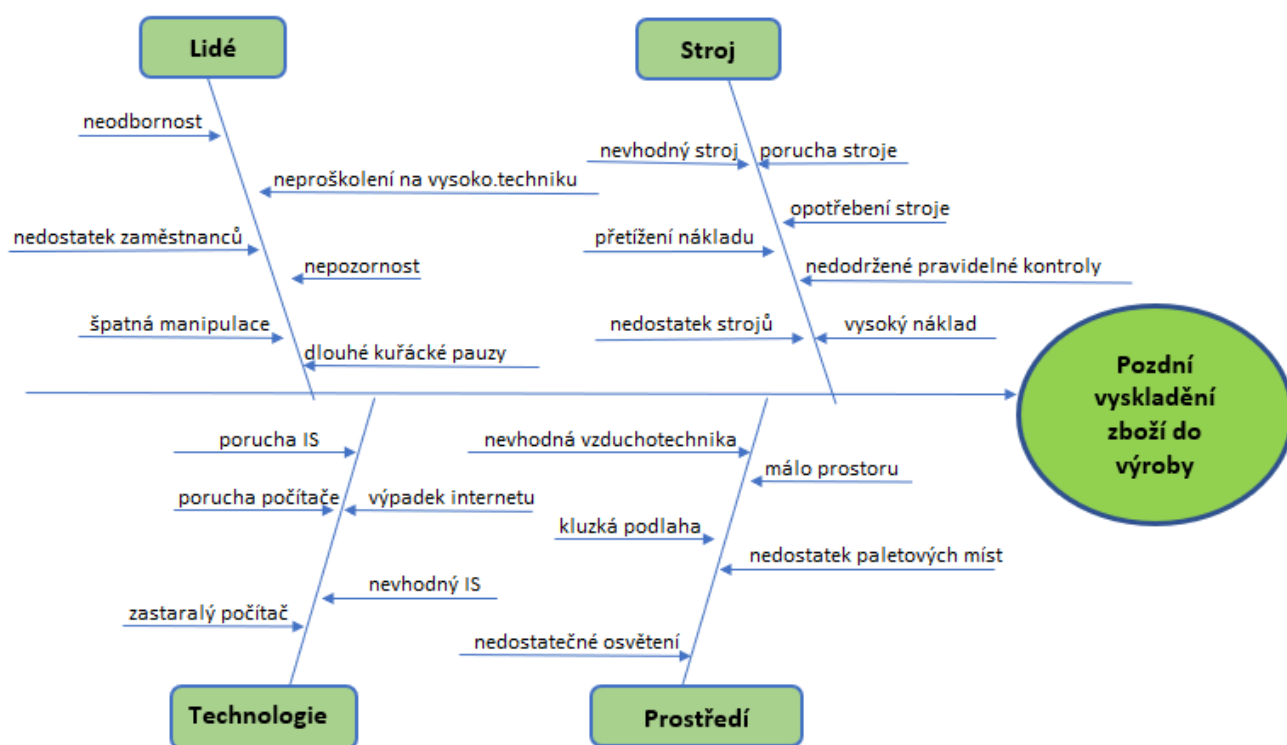 Lidé
Stroj
neodbornost
nevhodný stroj
porucha stroje
neproškolení na vysoko.techniku
opotřebení stroje
nedostatek zaměstnanců
přetížení nákladu
nepozornost
nedodržené pravidelné kontroly
špatná manipulace
nedostatek strojů
vysoký náklad
dlouhé kuřácké pauzy
Pozdní
vyskladění
zboží do
výroby
porucha IS
nevhodná vzduchotechnika
málo prostoru
porucha počítače
výpadek internetu
kluzká podlaha
nedostatek paletových míst
nevhodný IS
zastaralý počítač
nedostatečné osvětení
Technologie
Prostředí